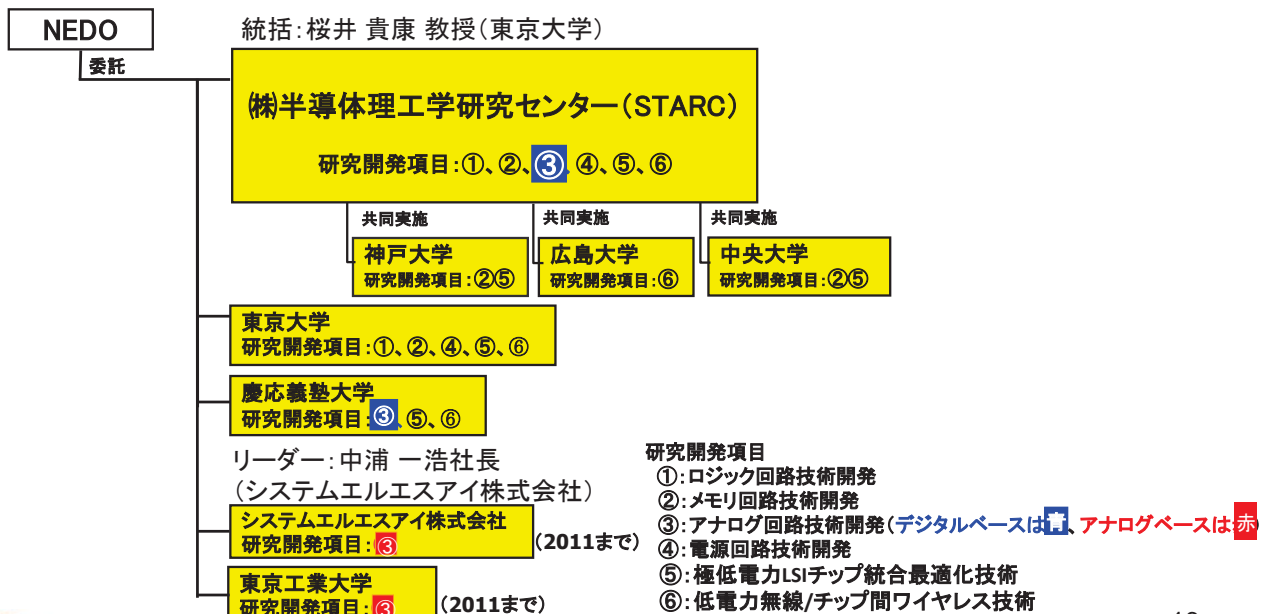 NEDO
統括：桜井 貴康 教授（東京大学）
委託
㈱半導体理工学研究センター（STARC）
研究開発項目：①、②、③、④、⑤、⑥
共同実施
共同実施
共同実施
神戸大学
研究開発項目：②⑤
広島大学
研究開発項目：⑥
中央大学
研究開発項目：②⑤
東京大学
研究開発項目：①、②、④、⑤、⑥
慶応義塾大学
研究開発項目：③、⑤、⑥
リーダー：中浦 一浩社長
（システムエルエスアイ株式会社）
システムエルエスアイ株式会社
研究開発項目：③
（2011まで）
東京工業大学
研究開発項目：③
（2011まで）
研究開発項目
①：ロジック回路技術開発
②：メモリ回路技術開発
③：アナログ回路技術開発（デジタルベースは青、アナログベースは赤）
④：電源回路技術開発
⑤：極低電力LSIチップ統合最適化技術
⑥：低電力無線/チップ間ワイヤレス技術